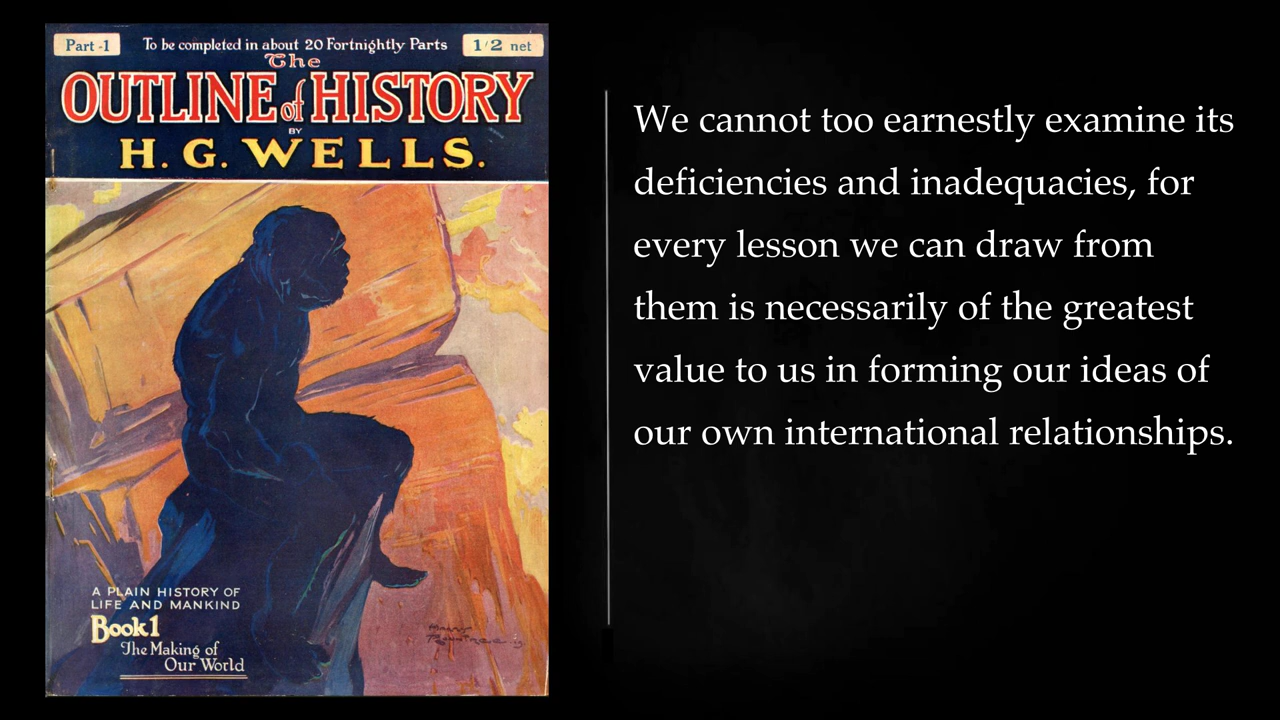 Part -1
To be completed in about 20 Fortnightly Parts
1/2 net
The
OUTLINE of HISTORY
BY
H. G. WELLS.
A PLAIN HISTORY OF
LIFE AND MANKIND
Book 1
The Making of
Our World
We cannot too earnestly examine its
deficiencies and inadequacies, for
every lesson we can draw from
them is necessarily of the greatest
value to us in forming our ideas of
our own international relationships.